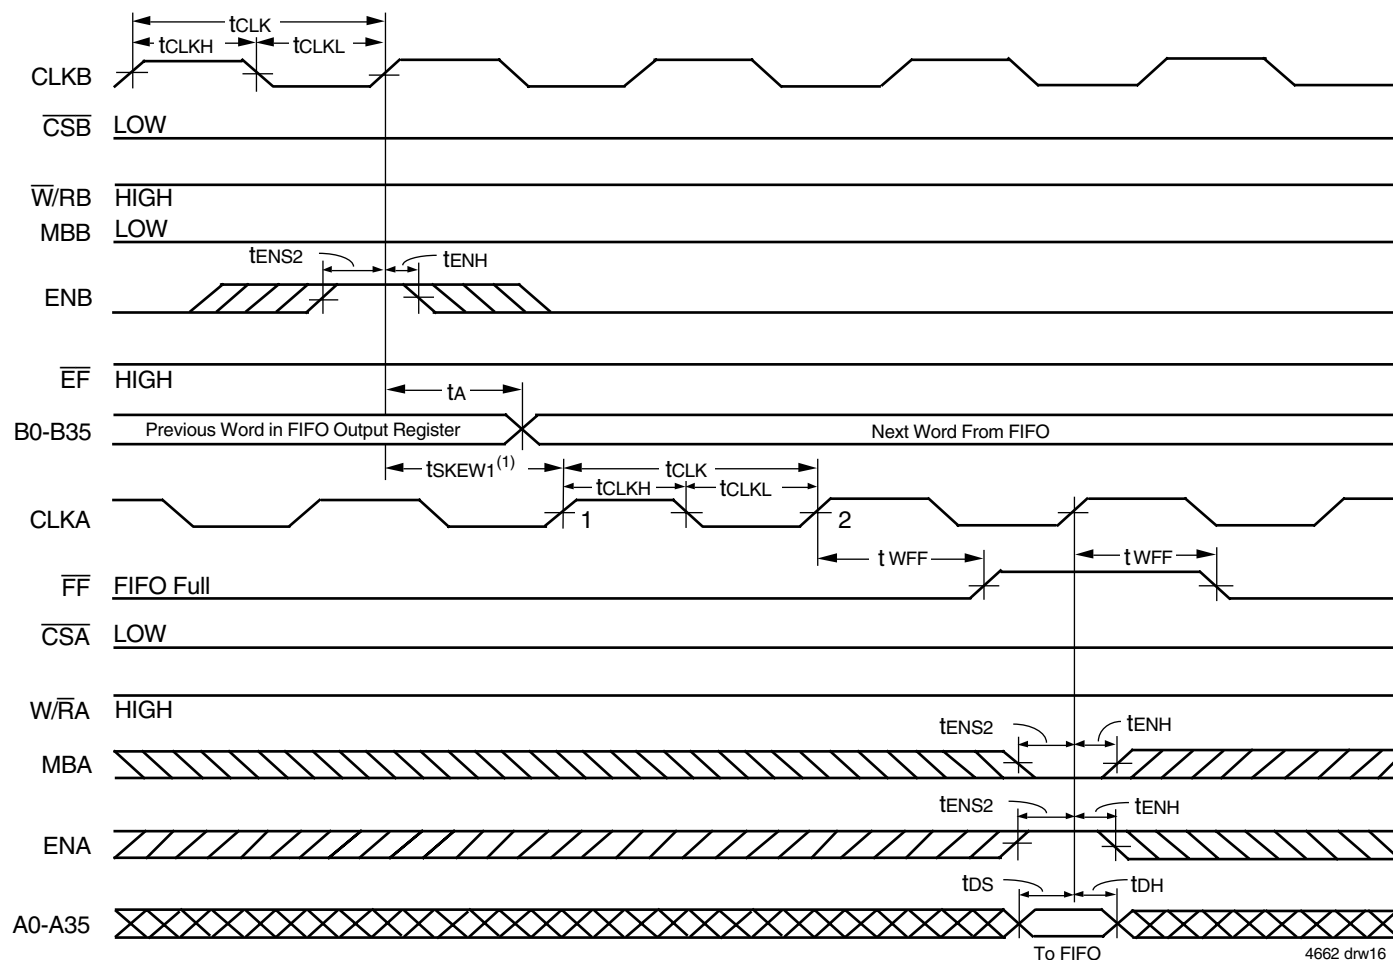 tCLK
tCLKH tCLKL
CLKB
CSB LOW
W/RB HIGH
MBB LOW
tENS2 tENH
ENB
EF HIGH
tA
B0-B35 Previous Word in FIFO Output Register Next Word From FIFO
tSKEW1(1) tCLK
tCLKH tCLKL
CLKA 1 2
tWFF tWFF
FF FIFO Full
CSA LOW
W/RA HIGH
tENS2 tENH
MBA
tENS2 tENH
ENA
tDS tDH
A0-A35
To FIFO
4662 drw16